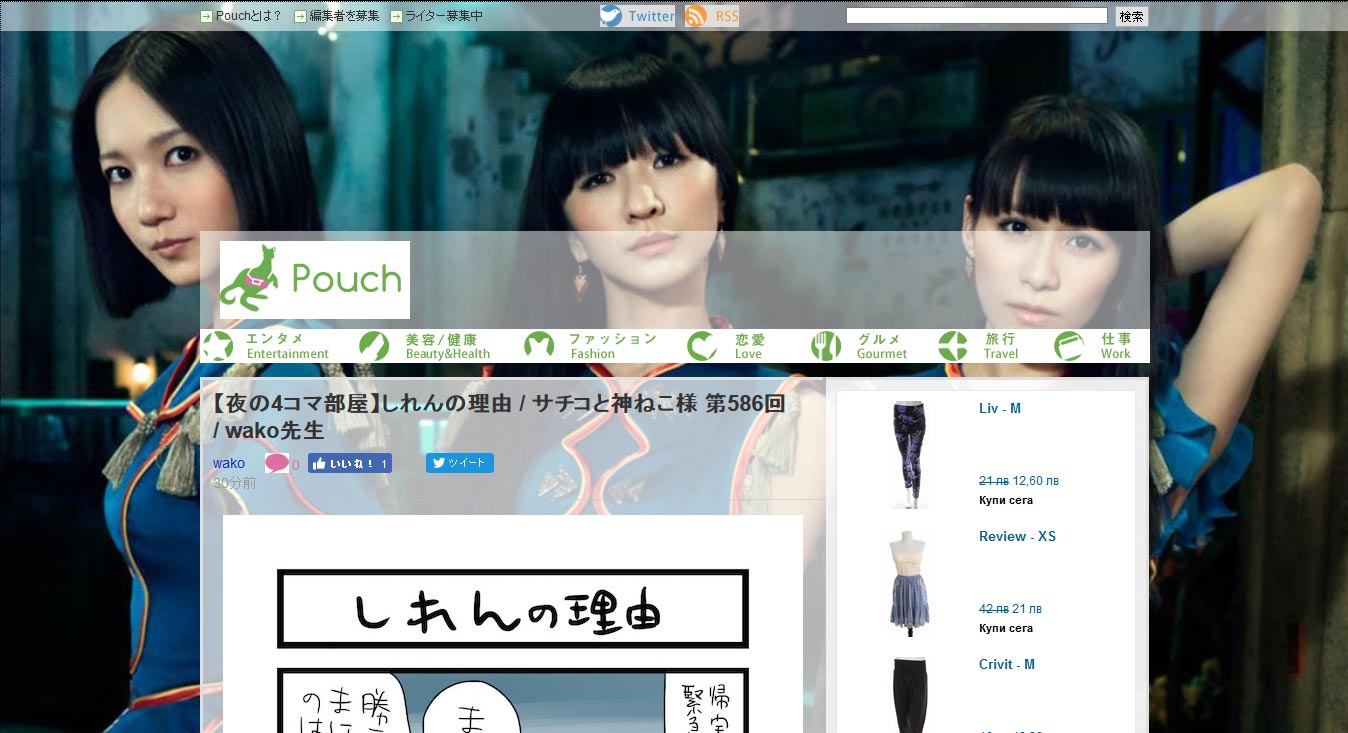 Pouchとは？ 編集者を募集 ライター募集中 Twitter RSS 検索
Pouch
エンタメ 美容/健康 ファッション 恋愛 グルメ 旅行 仕事
Entertainment Beauty&Health Fashion Love Gourmet Travel Work
【夜の4コマ部屋】しれんの理由 / サチコと神ねこ様 第586回
/ wako先生
wako 0 いいね！ 1 ツイート
30分前
しれんの理由
帰宅
緊急
ま
勝
まに
のは
Liv - M
21 лв 12,60 лв
Купи сега
Review - XS
42 лв 21 лв
Купи сега
Crivit - M